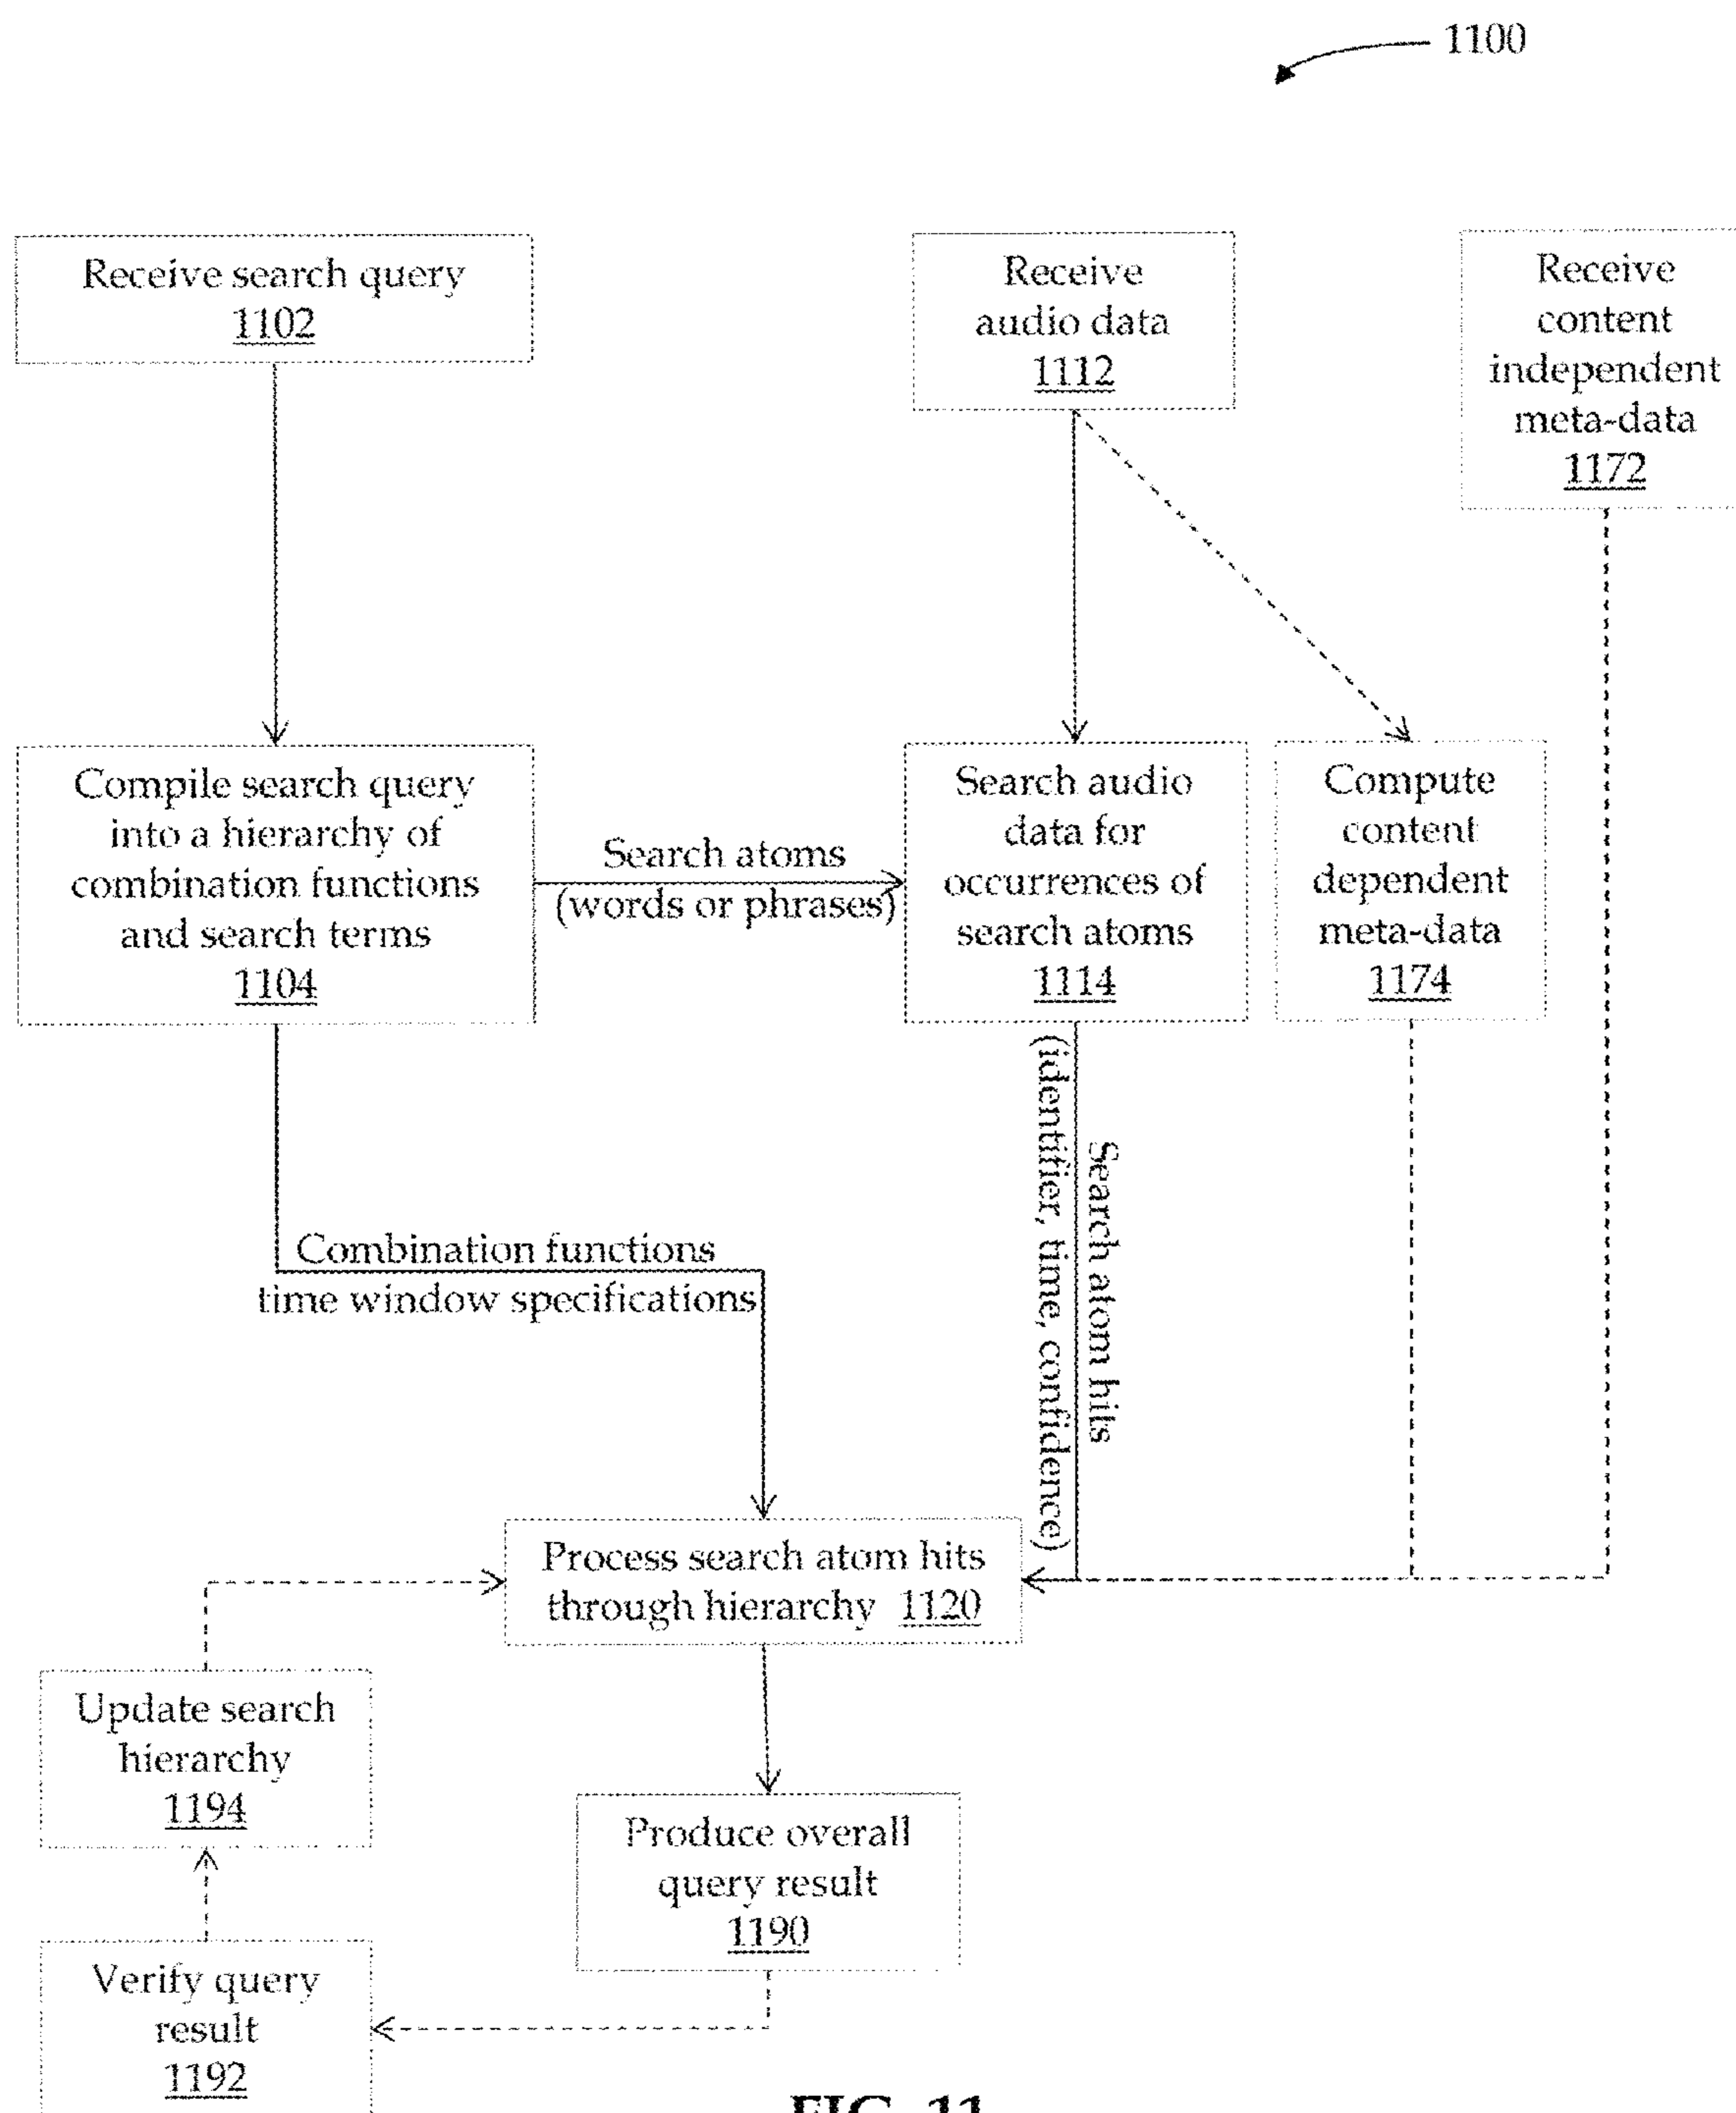 1100
Receive search query
1102
Receive
audio data
1112
Receive
content
independent
meta-data
1172
Compile search query
into a hierarchy of
combination functions
and search terms
1104
Search atoms
(words or phrases)
Search audio
data for
occurrences of
search atoms
1114
Compute
content
dependent
meta-data
1174
Search atom hits
(identifier, time, confidence)
Combination functions
time window specifications
Process search atom hits
through hierarchy 1120
Update search
hierarchy
1194
Produce overall
query result
1190
Verify query
result
1192
FIG. 11